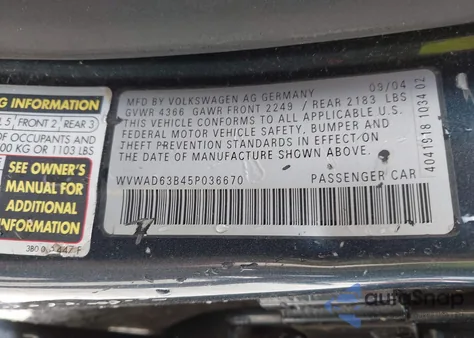 G INFORMATION
5 FRONT 2 REAR 3
OF OCCUPANTS AND
00 KG OR 1103 LBS
SEE OWNER'S
MANUAL FOR
ADDITIONAL
INFORMATION
MFD BY VOLKSWAGEN AG GERMANY 03/04
GVWR 4366 GAWR FRONT 2249 / REAR 2183 LBS
THIS VEHICLE CONFORMS TO ALL APPLICABLE U.S.
FEDERAL MOTOR VEHICLE SAFETY, BUMPER AND
THEFT PREVENTION STANDARDS IN EFFECT ON
THE DATE OF MANUFACTURE SHOWN ABOVE.
WVWAD63B45P036670 PASSENGER CAR
4041518 1034 02
autoSnap